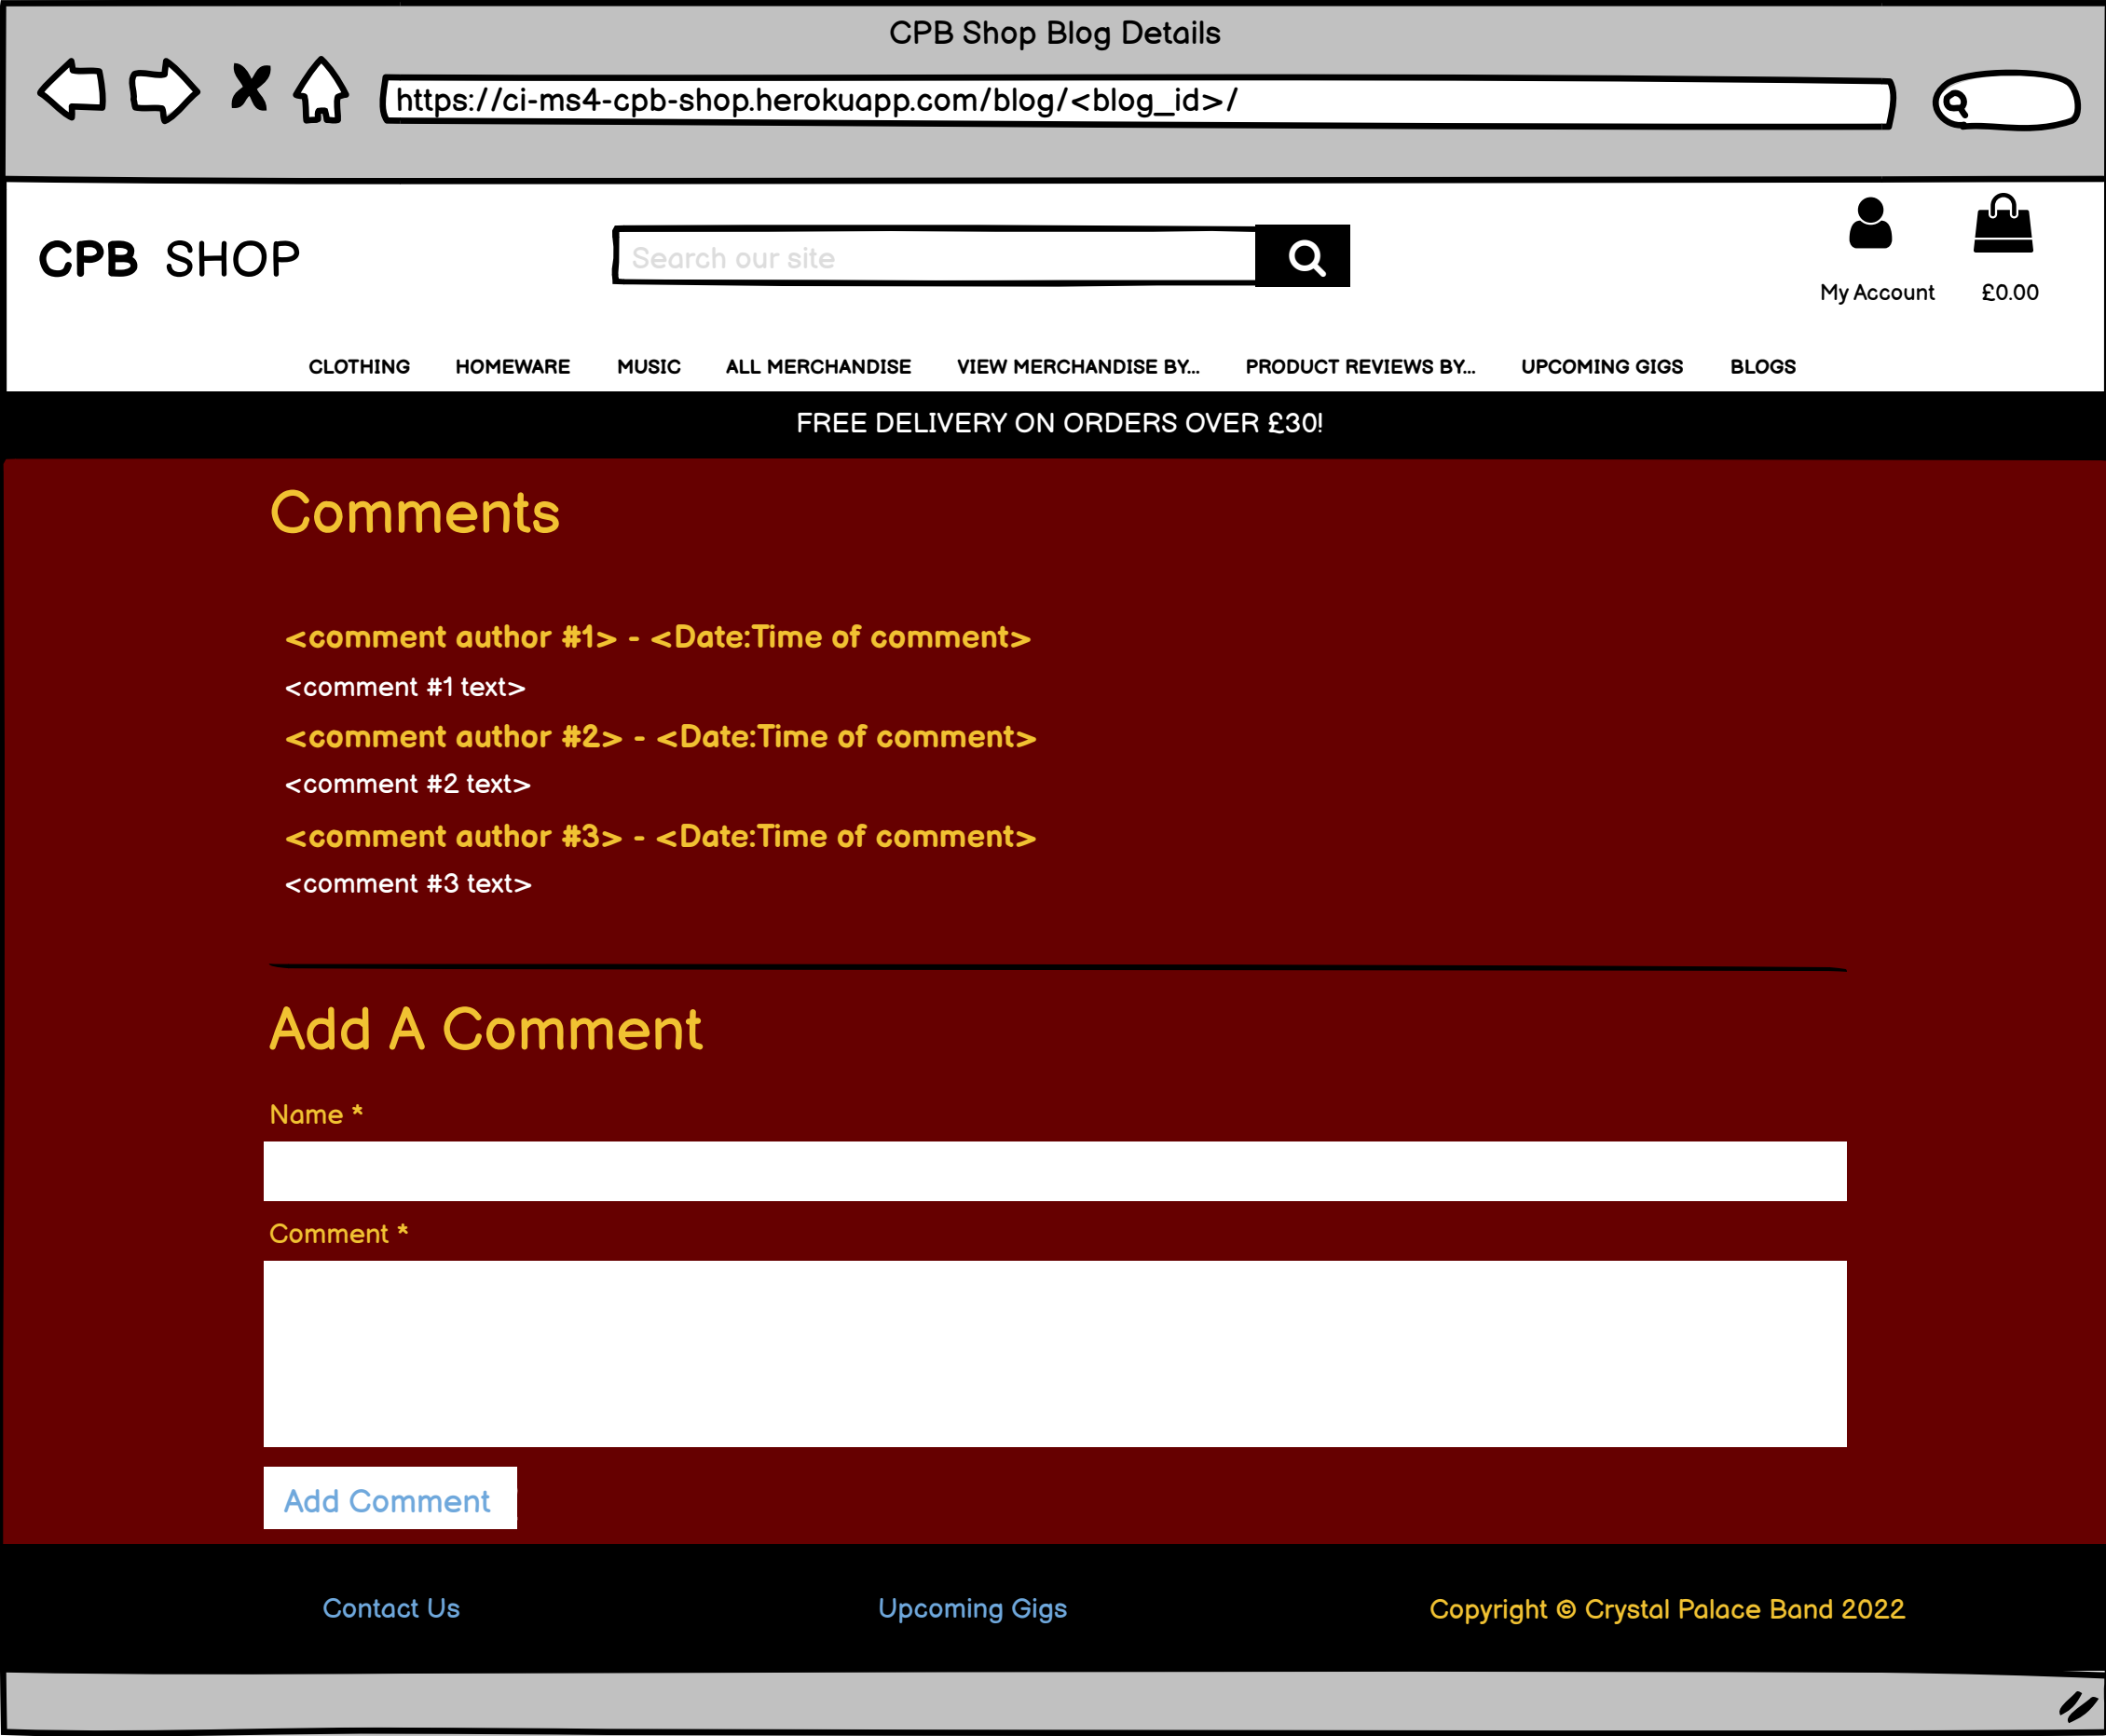 CPB Shop Blog Details
https://ci-ms4-cpb-shop.herokuapp.com/blog/<blog_id>/
CPB SHOP
Search our site
My Account £0.00
CLOTHING HOMEWARE MUSIC ALL MERCHANDISE VIEW MERCHANDISE BY... PRODUCT REVIEWS BY... UPCOMING GIGS BLOGS
FREE DELIVERY ON ORDERS OVER £30!
Comments
<comment author #1> - <Date:Time of comment>
<comment #1 text>
<comment author #2> - <Date:Time of comment>
<comment #2 text>
<comment author #3> - <Date:Time of comment>
<comment #3 text>
Add A Comment
Name *
Comment *
Add Comment
Contact Us Upcoming Gigs Copyright © Crystal Palace Band 2022